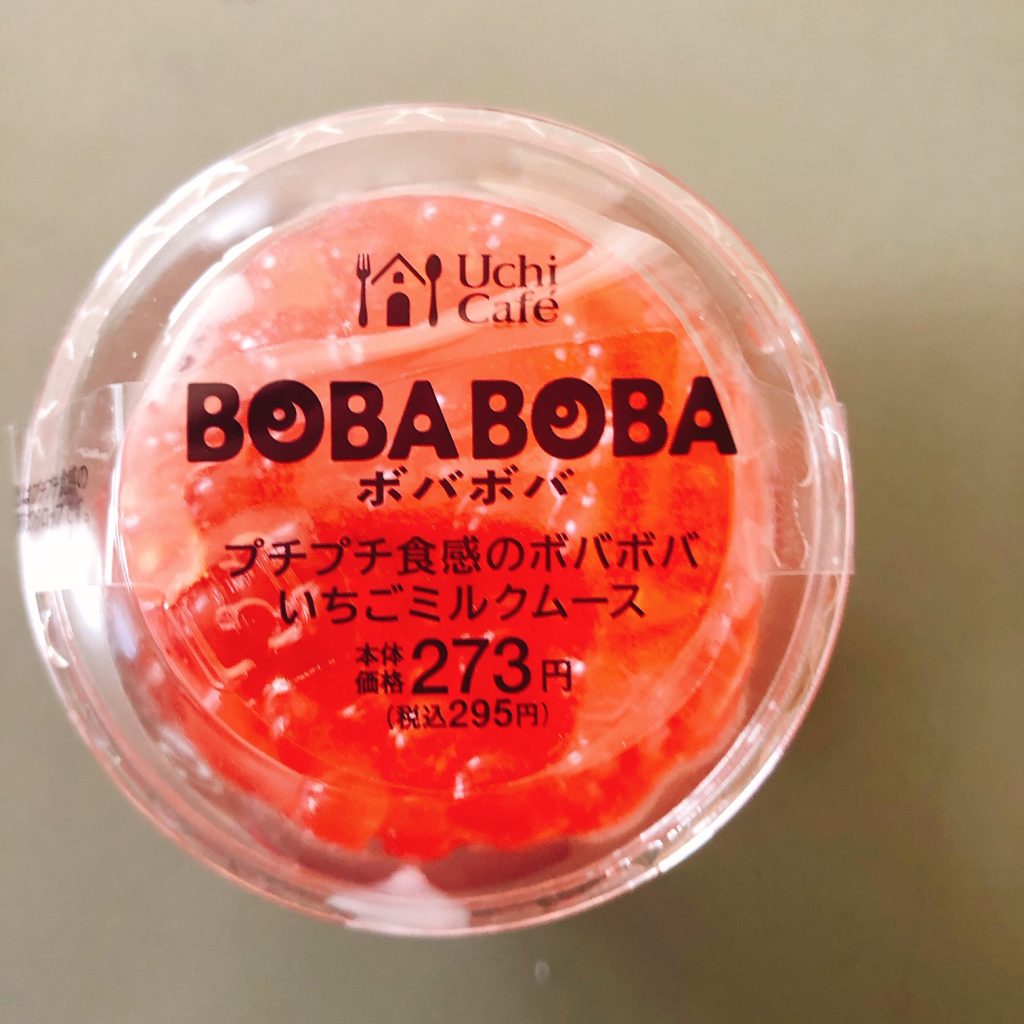 Uchi
Café
BOBABOBA
ボバボバ
プチプチ食感のボバボバ
いちごミルクムース
本体価格273円
(税込295円)